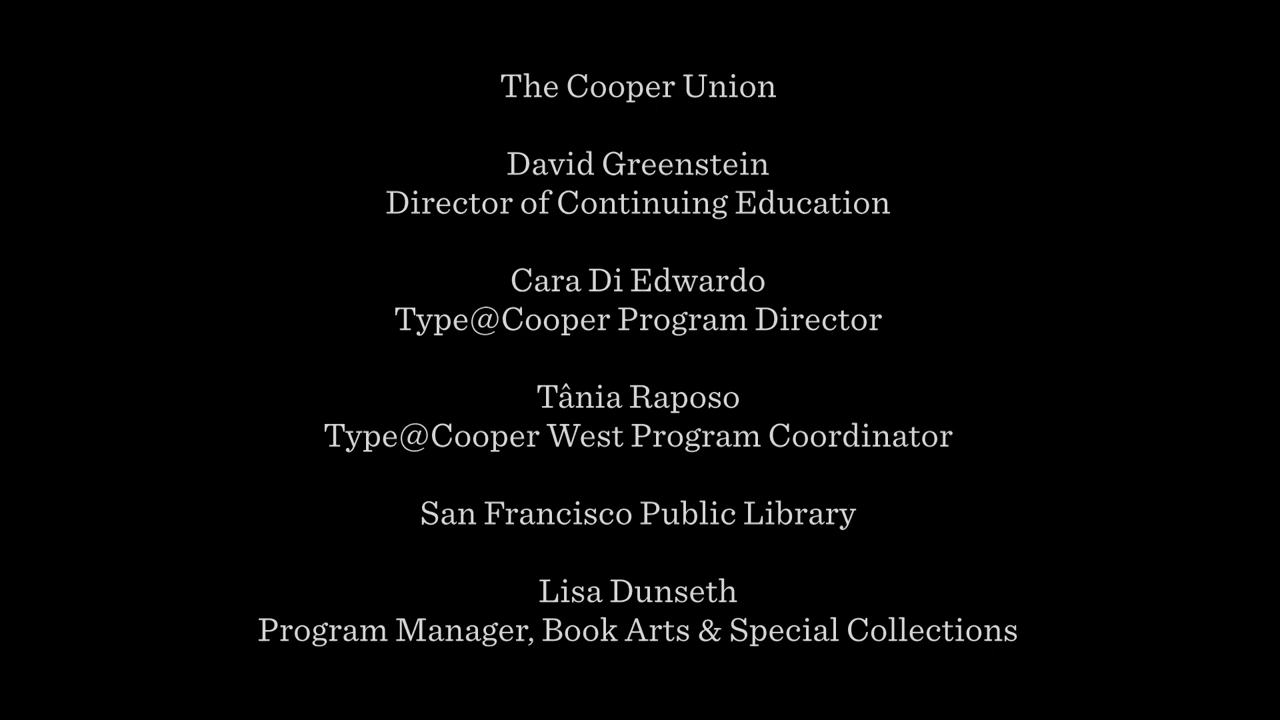 The Cooper Union
David Greenstein
Director of Continuing Education
Cara Di Edwardo
Type@Cooper Program Director
Tânia Raposo
Type@Cooper West Program Coordinator
San Francisco Public Library
Lisa Dunseth
Program Manager, Book Arts & Special Collections